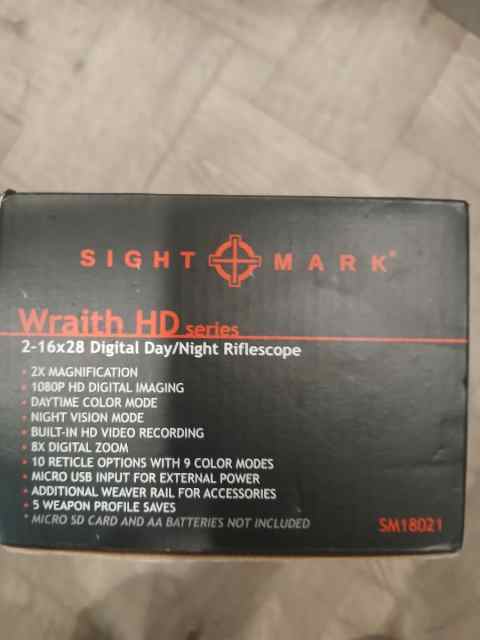 SIGHT MARK®
Wraith HD series
2-16x28 Digital Day/Night Riflescope
• 2X MAGNIFICATION
• 1080P HD DIGITAL IMAGING
• DAYTIME COLOR MODE
• NIGHT VISION MODE
• BUILT-IN HD VIDEO RECORDING
• 8X DIGITAL ZOOM
• 10 RETICLE OPTIONS WITH 9 COLOR MODES
• MICRO USB INPUT FOR EXTERNAL POWER
• ADDITIONAL WEAVER RAIL FOR ACCESSORIES
• 5 WEAPON PROFILE SAVES
* MICRO SD CARD AND AA BATTERIES NOT INCLUDED
SM18021